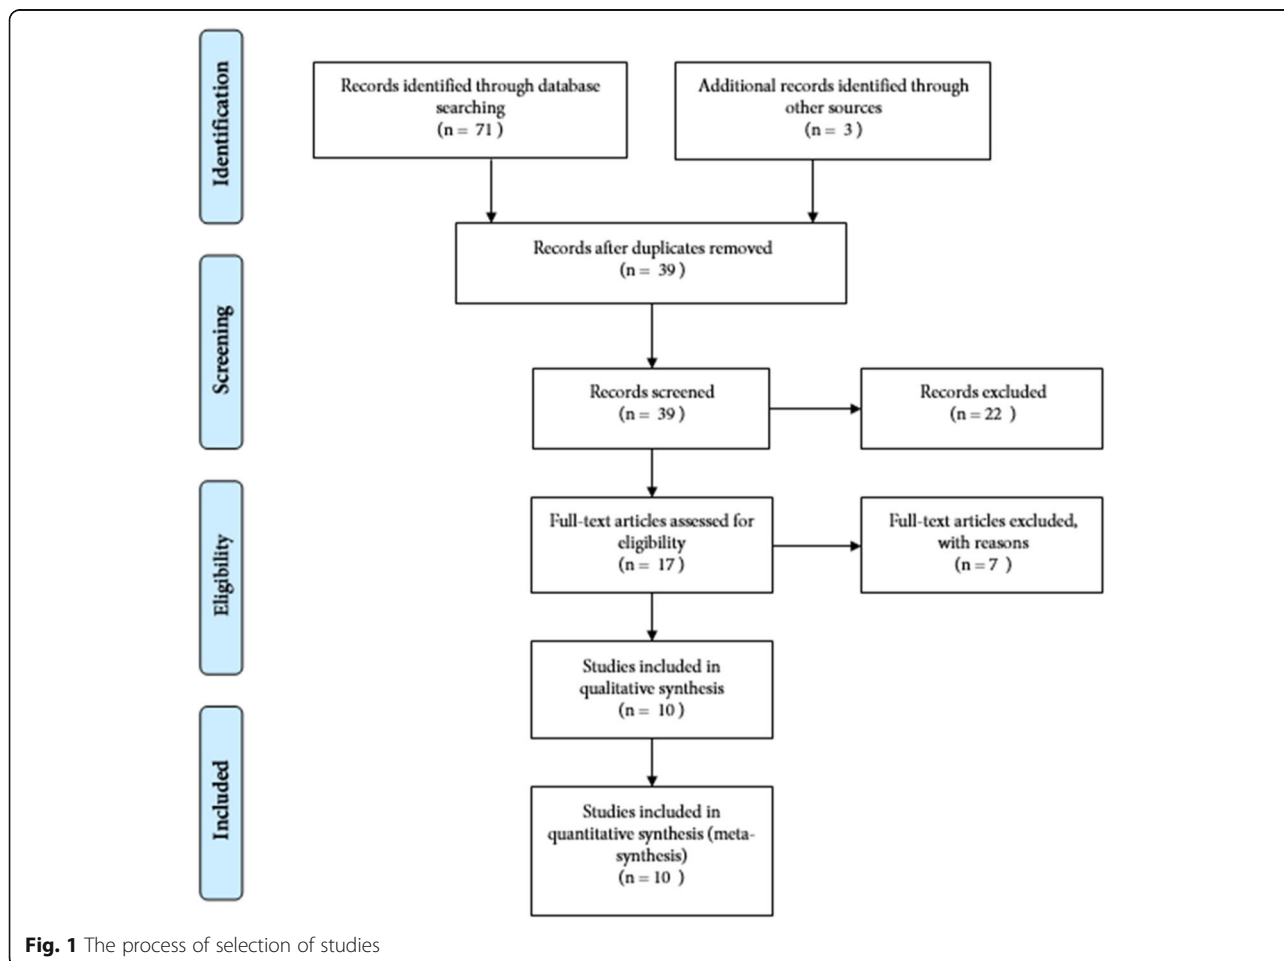 Identification
Records identified through database
searching
(n = 71 )
Additional records identified through
other sources
(n = 3 )
Records after duplicates removed
(n = 39 )
Screening
Records screened
(n = 39 )
Records excluded
(n = 22 )
Eligibility
Full-text articles assessed for
eligibility
(n = 17 )
Full-text articles excluded,
with reasons
(n = 7 )
Studies included in
qualitative synthesis
(n = 10 )
Included
Studies included in
quantitative synthesis (meta-
synthesis)
(n = 10 )
Fig. 1 The process of selection of studies